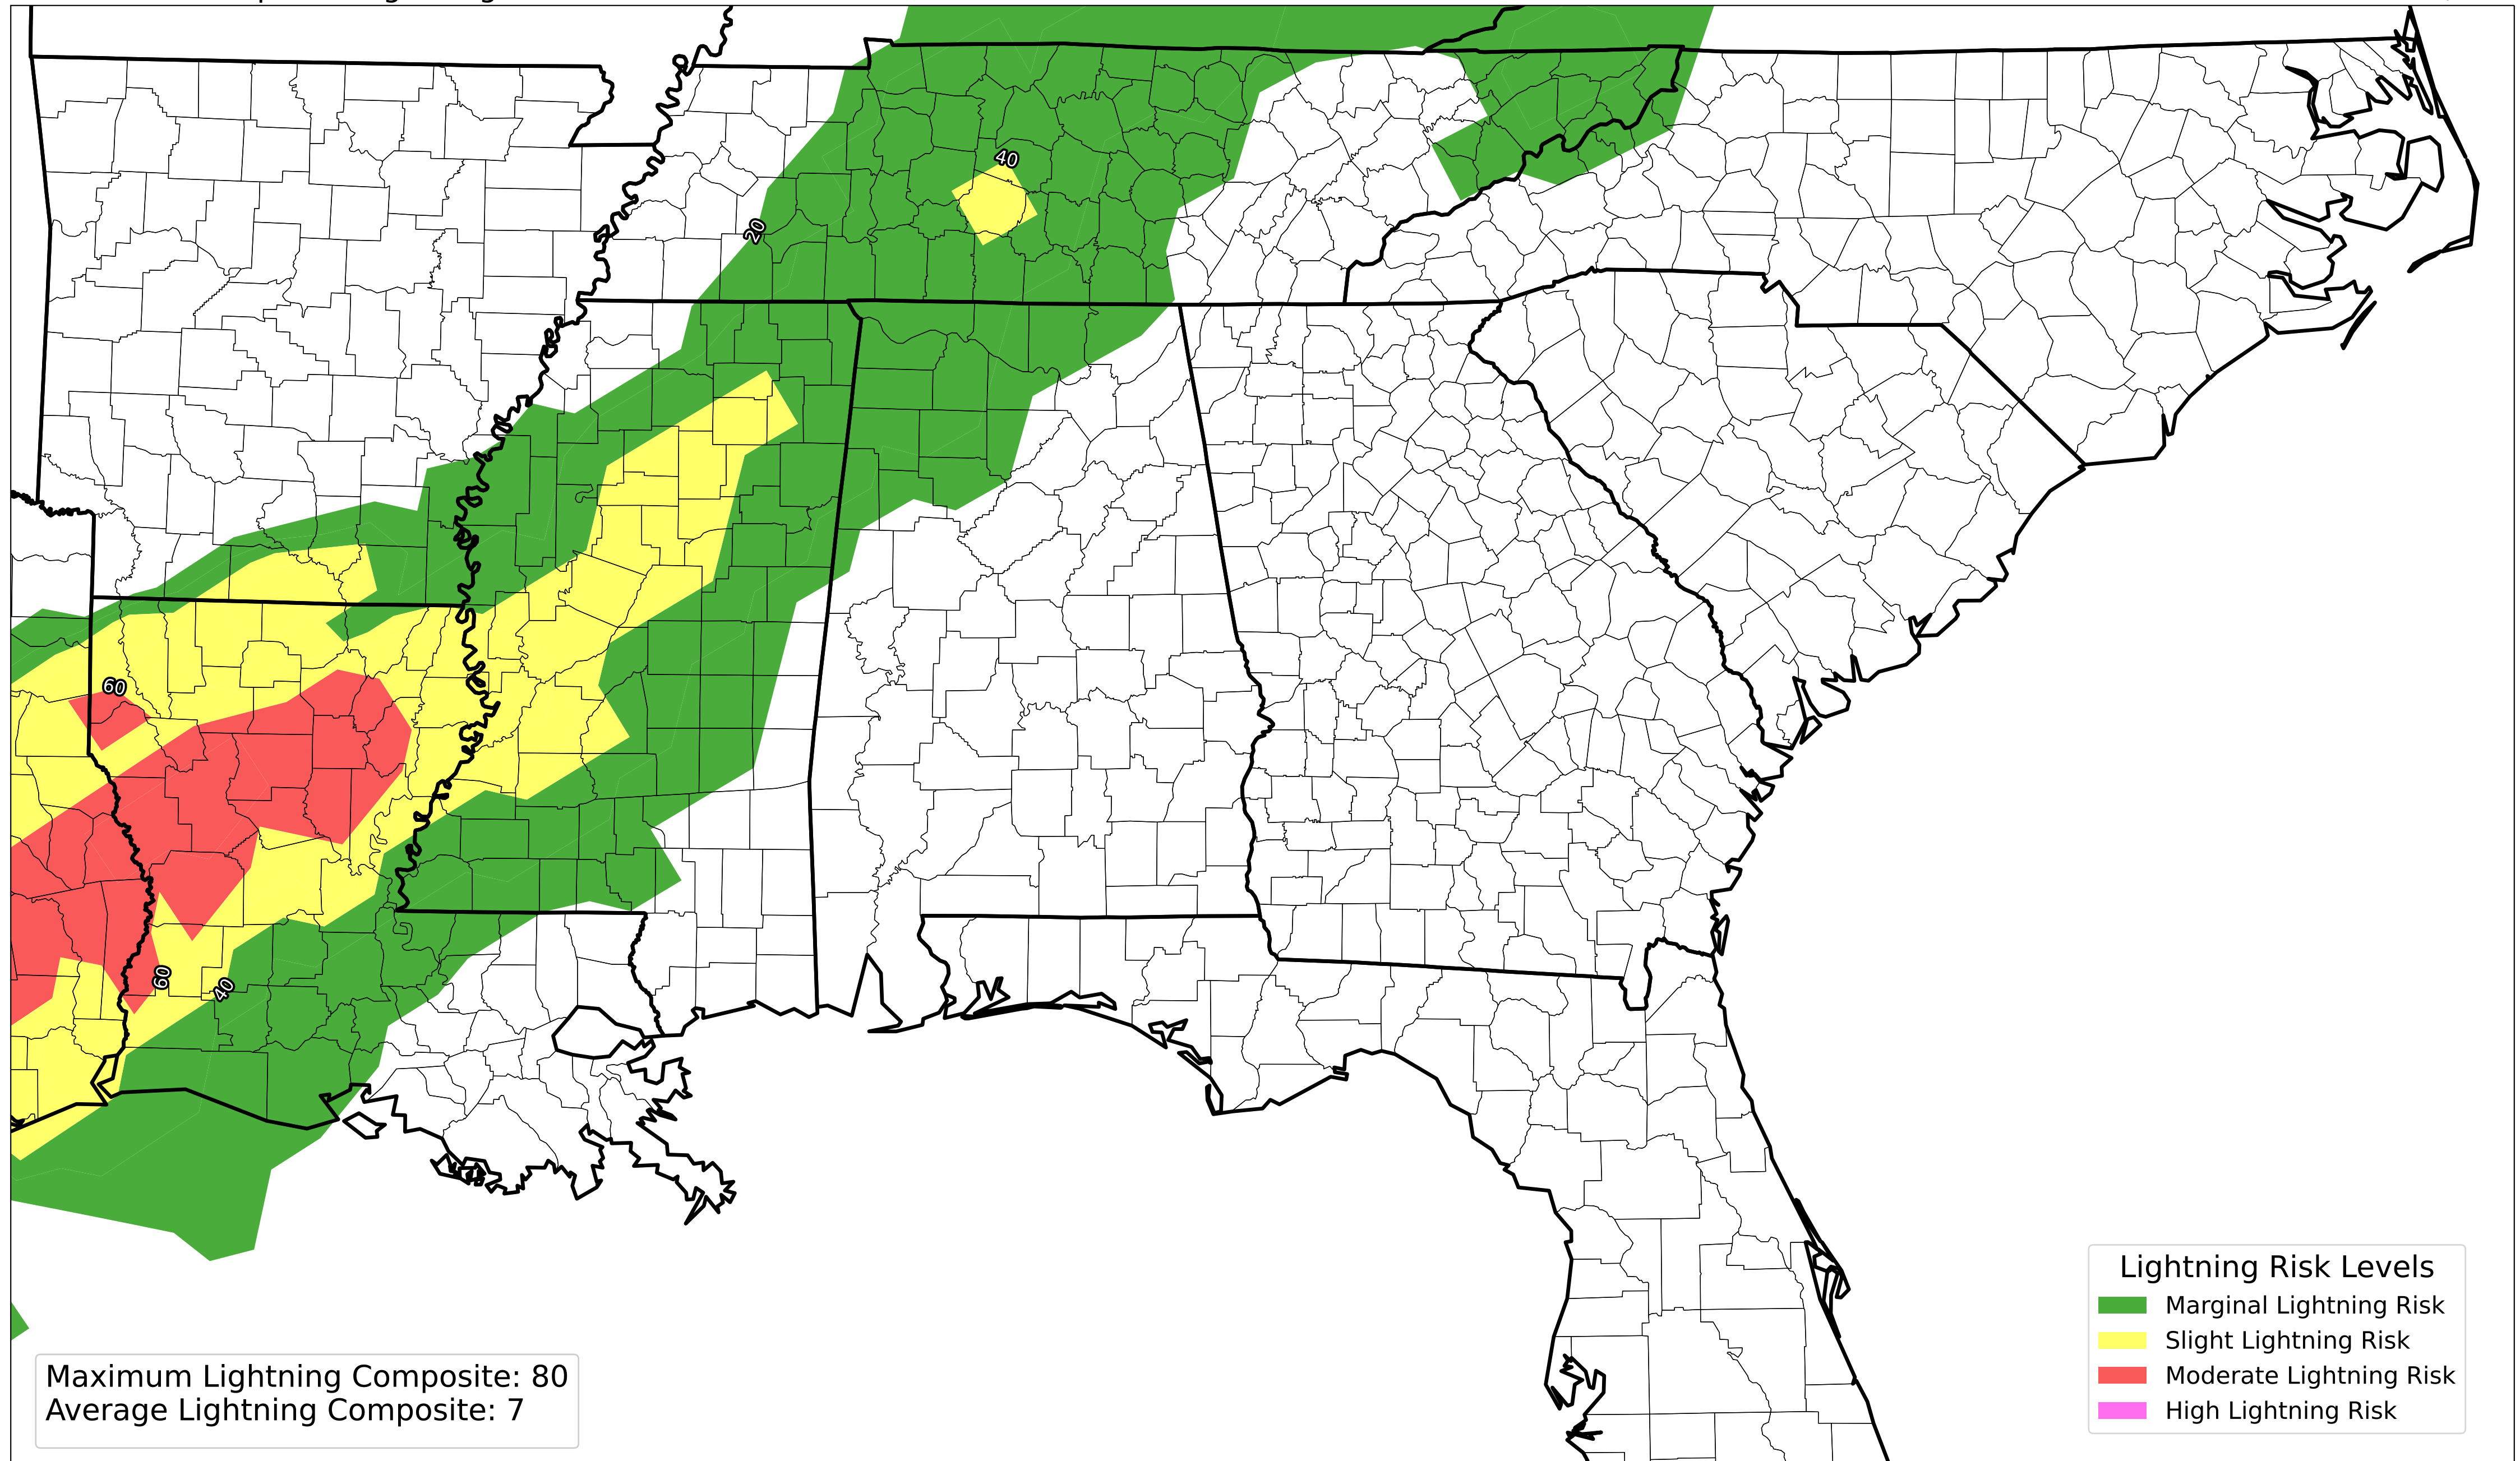 40
20
60
60
40
Lightning Risk Levels
Marginal Lightning Risk
Slight Lightning Risk
Moderate Lightning Risk
High Lightning Risk
Maximum Lightning Composite: 80
Average Lightning Composite: 7